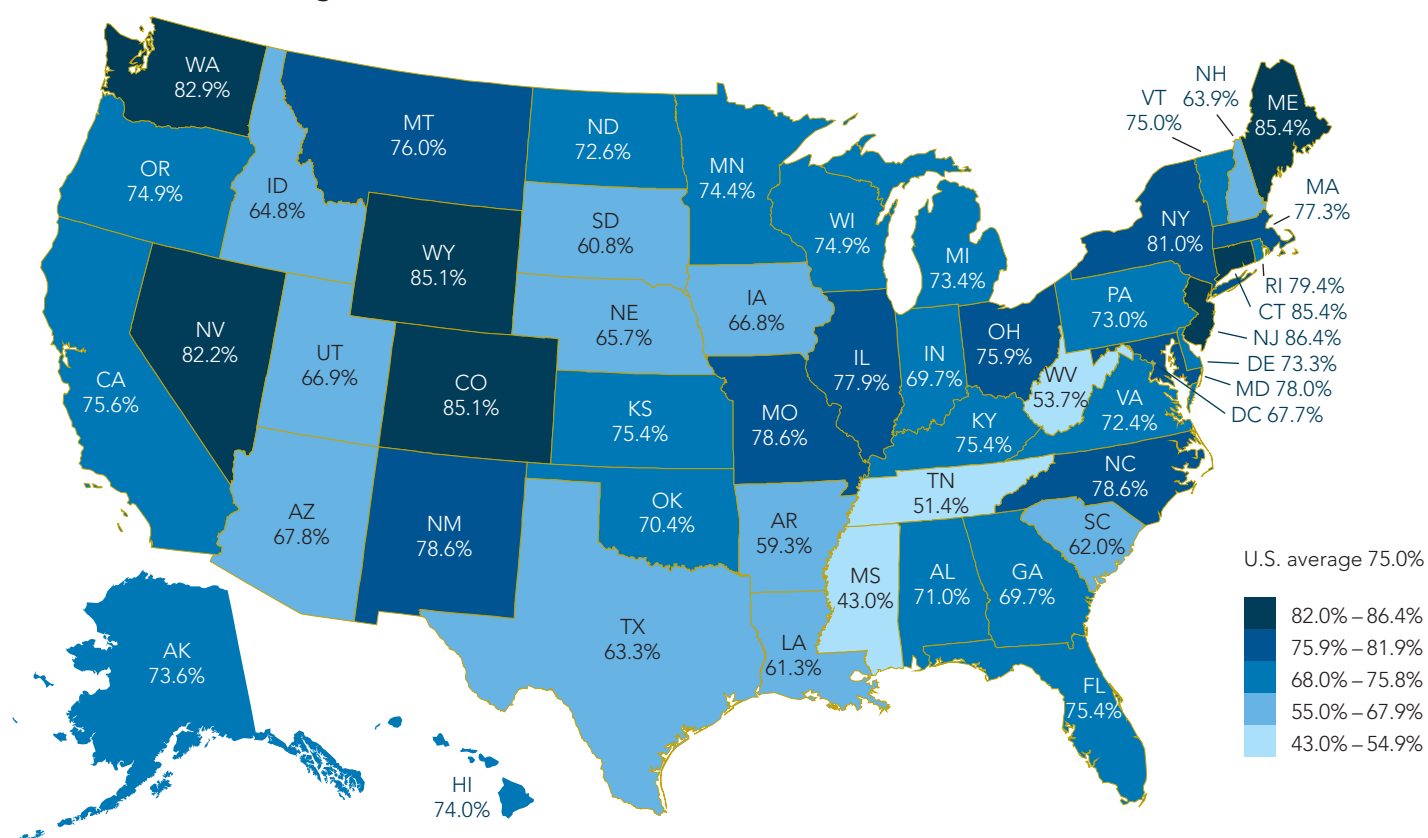 WA
82.9%
OR
74.9%
CA
75.6%
NV
82.2%
ID
64.8%
MT
76.0%
WY
85.1%
UT
66.9%
AZ
67.8%
CO
85.1%
NM
78.6%
ND
72.6%
SD
60.8%
NE
65.7%
KS
75.4%
OK
70.4%
TX
63.3%
MN
74.4%
IA
66.8%
MO
78.6%
AR
59.3%
LA
61.3%
WI
74.9%
IL
77.9%
MI
73.4%
IN
69.7%
OH
75.9%
KY
75.4%
TN
51.4%
MS
43.0%
AL
71.0%
GA
69.7%
FL
75.4%
SC
62.0%
NC
78.6%
VA
72.4%
WV
53.7%
PA
73.0%
NY
81.0%
VT
75.0%
NH
63.9%
ME
85.4%
MA
77.3%
RI 79.4%
CT 85.4%
NJ 86.4%
DE 73.3%
MD 78.0%
DC 67.7%
AK
73.6%
HI
74.0%
U.S. average 75.0%
82.0%–86.4%
75.9%–81.9%
68.0%–75.8%
55.0%–67.9%
43.0%–54.9%